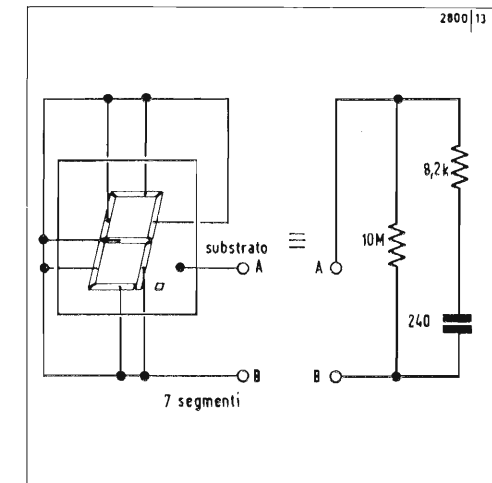 2800|13
substrato
A
≡
A
B
7 segmenti
B
10M
8,2k
240